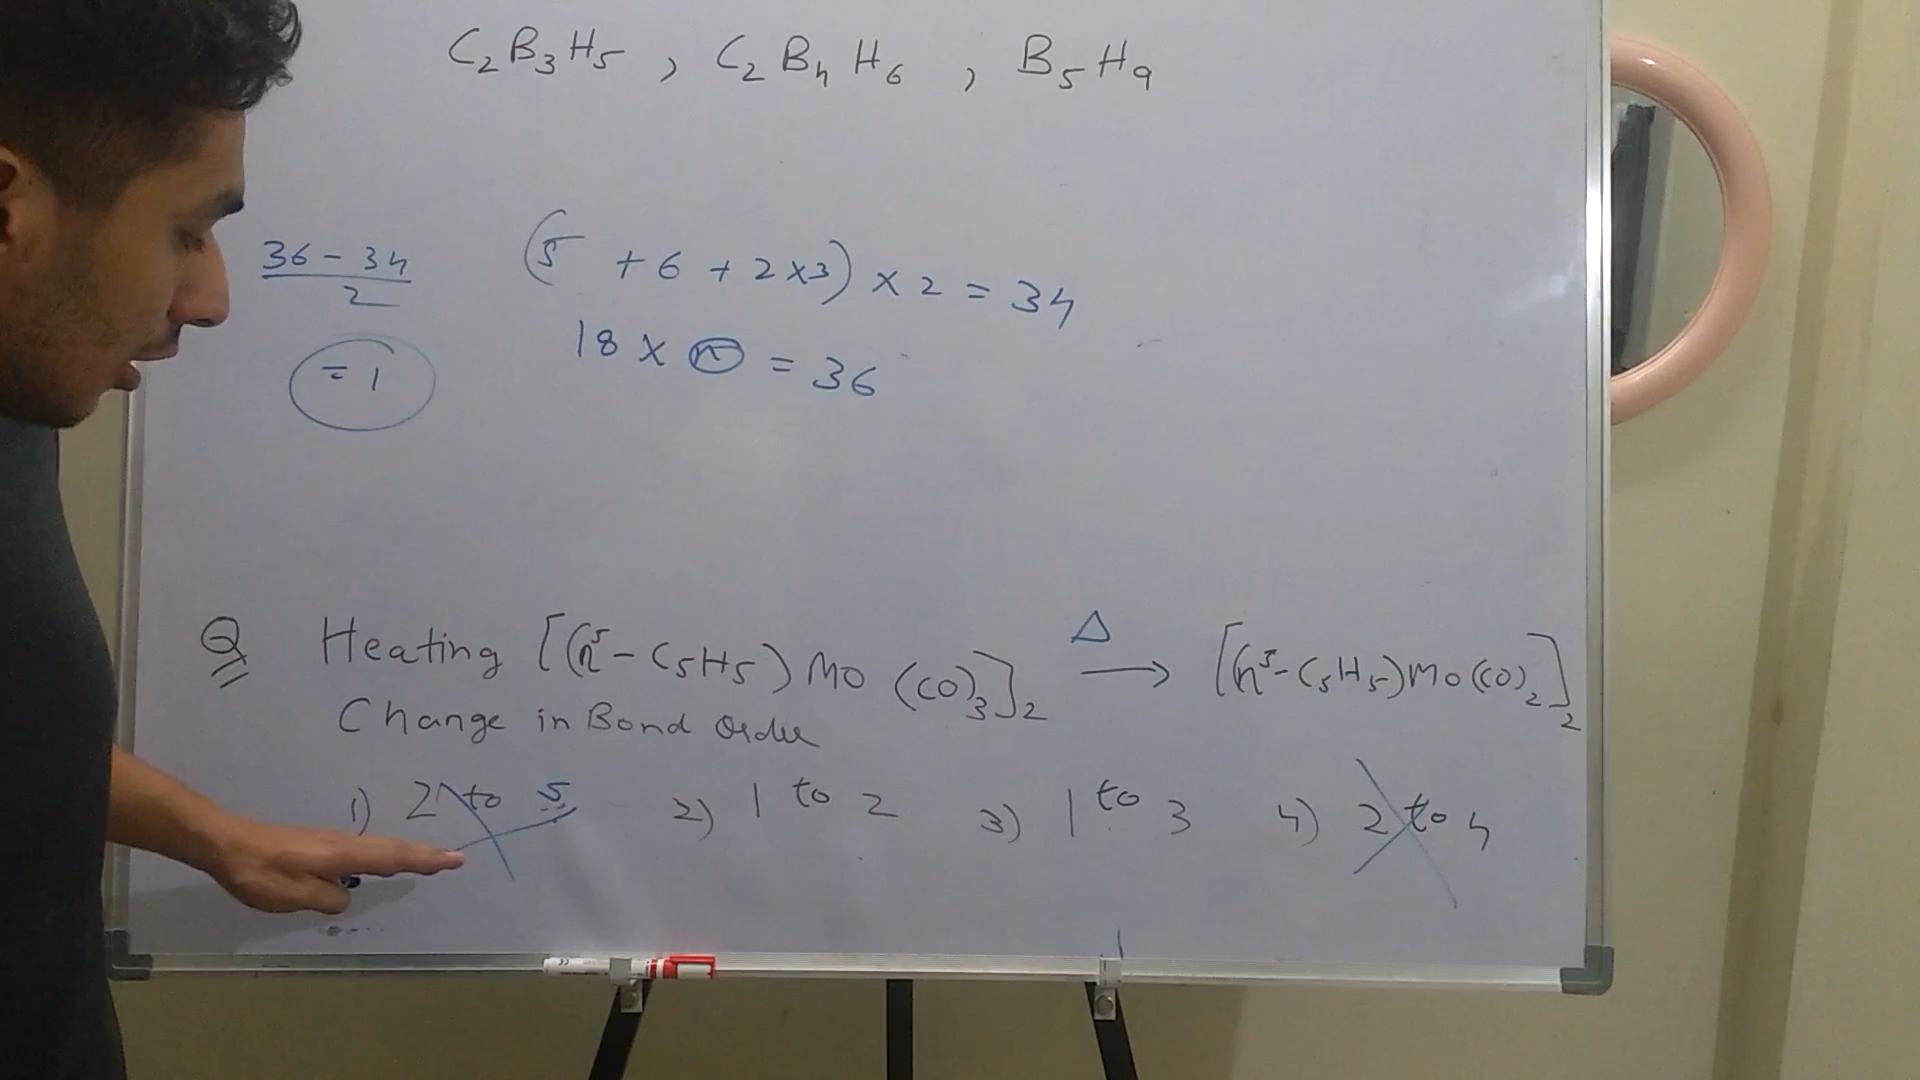 C₂B₃H₅ , C₂B₄H₆ , B₅H₉
(5 + 6 + 2×3) × 2 = 34
36 - 34
2
18 × n = 36
= 1
Q Heating [(η⁵-C₅H₅)Mo(CO)₃]₂ Δ → [(η⁵-C₅H₅)Mo(CO)₂]₂
Change in Bond Order
1) 2 to 5 2) 1 to 2 3) 1 to 3 4) 2 to 4